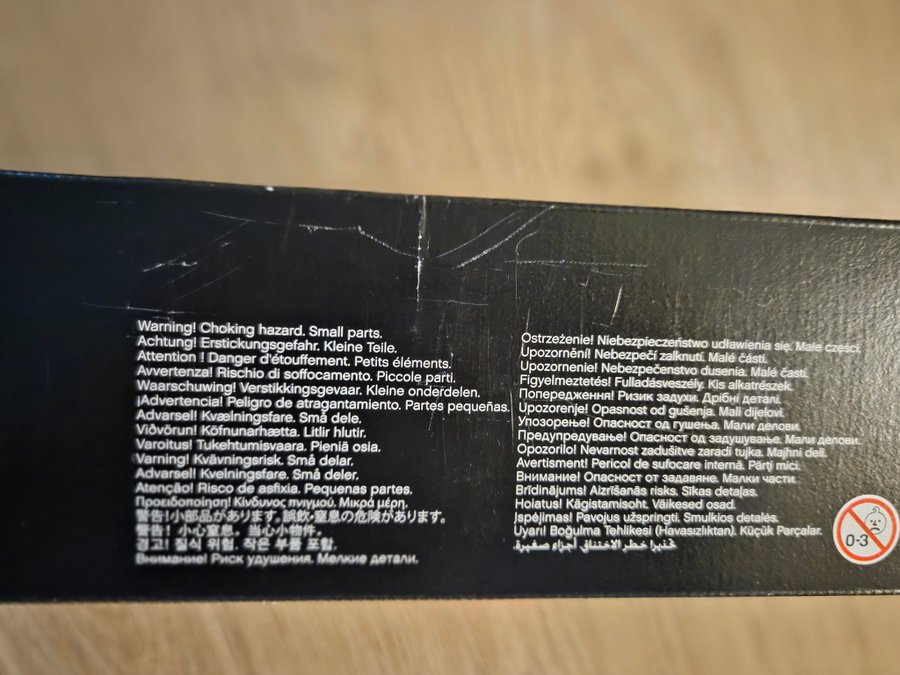 Warning! Choking hazard. Small parts.
Achtung! Erstickungsgefahr. Kleine Teile.
Attention ! Danger d'étouffement. Petits éléments.
Avvertenza! Rischio di soffocamento. Piccole parti.
Waarschuwing! Verstikkingsgevaar. Kleine onderdelen.
¡Advertencia! Peligro de atragantamiento. Partes pequeñas.
Advarsel! Kvælningsfare. Små dele.
Viðvörun! Köfnunarhætta. Litlir hlutir.
Varoitus! Tukehtumisvaara. Pieniä osia.
Varning! Kvävningsrisk. Små delar.
Advarsel! Kvelningsfare. Små deler.
Atenção! Risco de asfixia. Pequenas partes.
Προειδοποίηση! Κίνδυνος πνιγμού. Μικρά μέρη.
警告!小部品があります。誤飲・窒息の危険があります。
警告! 小心窒息。当心小物件。
경고! 질식 위험. 작은 부품 포함.
Внимание! Риск удушения. Мелкие детали.
Ostrzeżenie! Niebezpieczeństwo udławienia się. Małe części.
Upozornění! Nebezpečí zalknutí. Malé části.
Upozornenie! Nebezpečenstvo dusenia. Malé časti.
Figyelmeztetés! Fulladásveszély. Kis alkatrészek.
Попередження! Ризик задухи. Дрібні деталі.
Upozorenje! Opasnost od gušenja. Mali dijelovi.
Упозорење! Опасност од гушења. Мали делови.
Предупредување! Опасност од задушување. Мали делови.
Opozorilo! Nevarnost zadušitve zaradi tujka. Majhni deli.
Avertisment! Pericol de sufocare internă. Părți mici.
Внимание! Опасност от задавяне. Малки части.
Brīdinājums! Aizrīšanās risks. Sīkas detaļas.
Hoiatus! Kägistamisoht. Väikesed osad.
Įspėjimas! Pavojus užspringti. Smulkios detalės.
Uyarı! Boğulma Tehlikesi (Havasızlıktan). Küçük Parçalar.
تحذير! خطر الاختناق. أجزاء صغيرة.
0-3